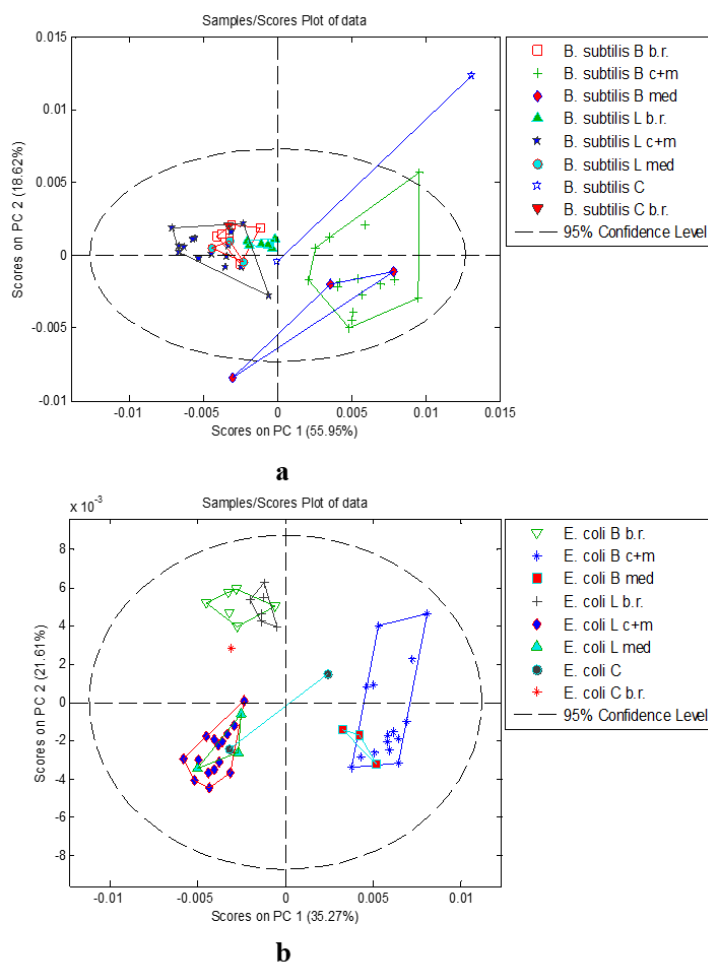 Samples/Scores Plot of data
0.015
0.01
0.005
0
-0.005
-0.01
Scores on PC 2 (18.62%)
-0.01
-0.005
0
0.005
0.01
0.015
Scores on PC 1 (55.95%)
B. subtilis B b.r.
B. subtilis B c+m
B. subtilis B med
B. subtilis L b.r.
B. subtilis L c+m
B. subtilis L med
B. subtilis C
B. subtilis C b.r.
95% Confidence Level
a
x 10-3
Samples/Scores Plot of data
8
6
4
2
0
-2
-4
-6
-8
Scores on PC 2 (21.61%)
-0.01
-0.005
0
0.005
0.01
Scores on PC 1 (35.27%)
E. coli B b.r.
E. coli B c+m
E. coli B med
E. coli L b.r.
E. coli L c+m
E. coli L med
E. coli C
E. coli C b.r.
95% Confidence Level
b